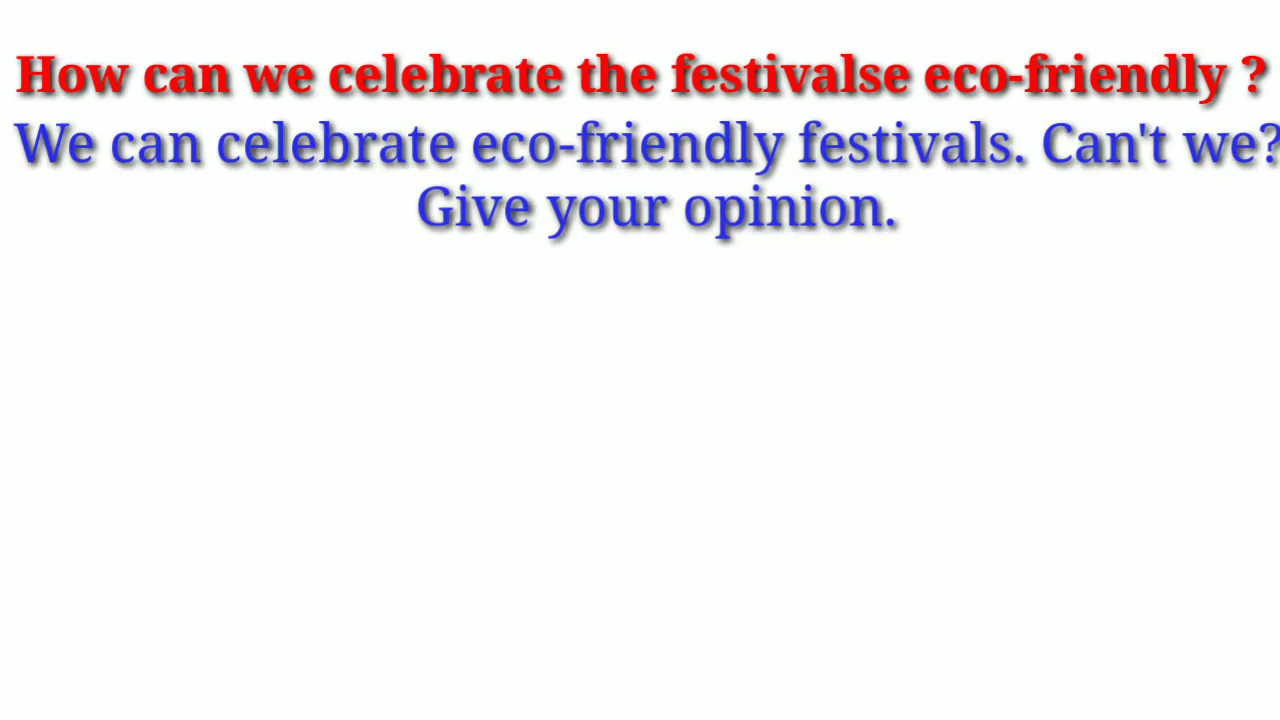 How can we celebrate the festivalse eco-friendly ?
We can celebrate eco-friendly festivals. Can't we?
Give your opinion.